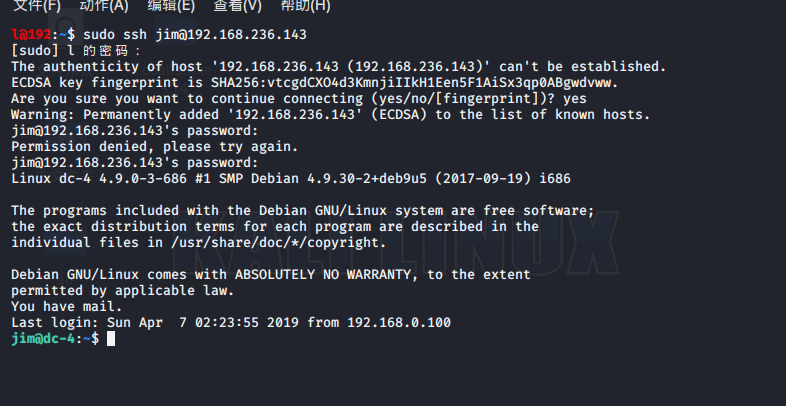 文件(F) 动作(A) 编辑(E) 查看(V) 帮助(H)
l@192:~$ sudo ssh jim@192.168.236.143
[sudo] l 的密码：
The authenticity of host '192.168.236.143 (192.168.236.143)' can't be established.
ECDSA key fingerprint is SHA256:vtcgdCXO4d3KmnjiIIkH1Een5F1AiSx3qp0ABgwdvww.
Are you sure you want to continue connecting (yes/no/[fingerprint])? yes
Warning: Permanently added '192.168.236.143' (ECDSA) to the list of known hosts.
jim@192.168.236.143's password:
Permission denied, please try again.
jim@192.168.236.143's password:
Linux dc-4 4.9.0-3-686 #1 SMP Debian 4.9.30-2+deb9u5 (2017-09-19) i686
The programs included with the Debian GNU/Linux system are free software;
the exact distribution terms for each program are described in the
individual files in /usr/share/doc/*/copyright.
KALI LINUX
Debian GNU/Linux comes with ABSOLUTELY NO WARRANTY, to the extent
permitted by applicable law.
You have mail.
Last login: Sun Apr  7 02:23:55 2019 from 192.168.0.100
jim@dc-4:~$